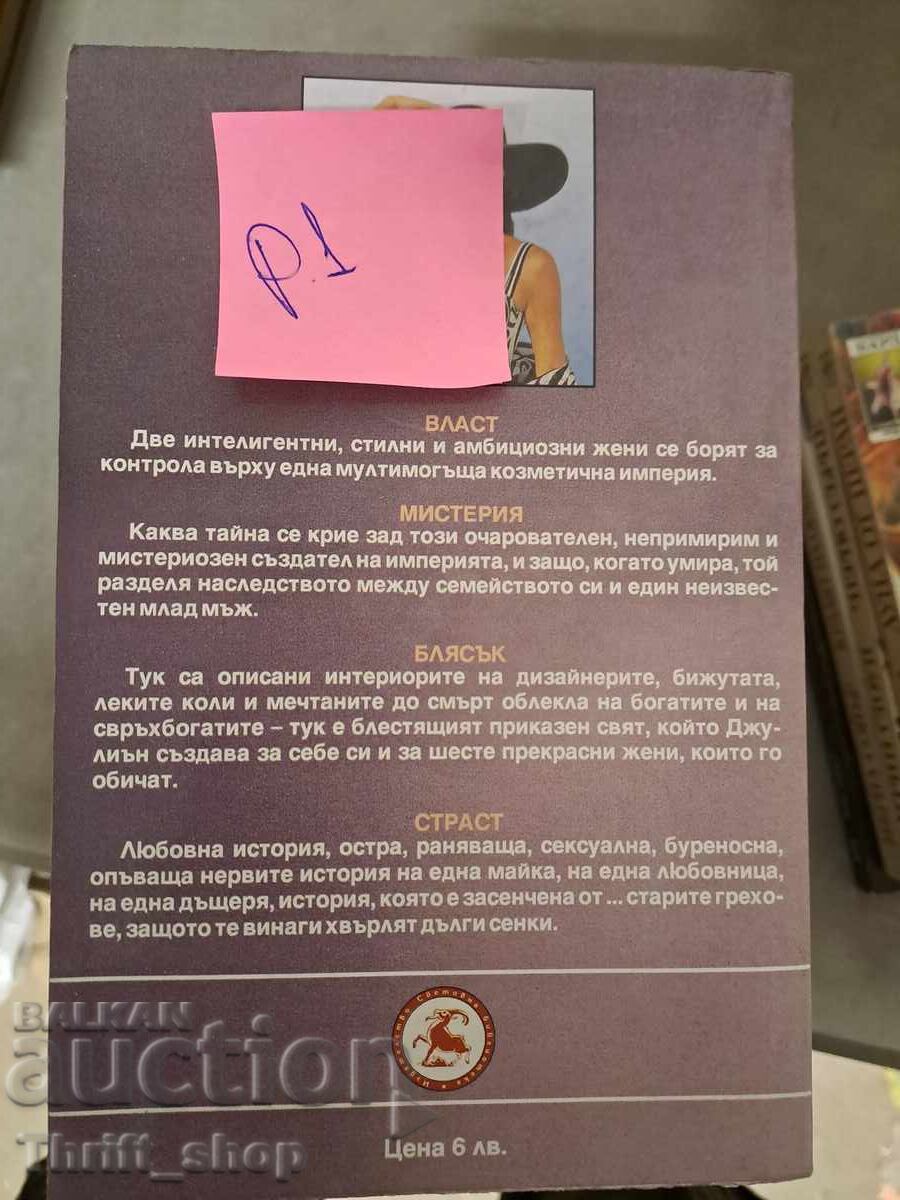 P.1
ВЛАСТ
Две интелигентни, стилни и амбициозни жени се борят за
контрола върху една мултимогъща козметична империя.
МИСТЕРИЯ
Каква тайна се крие зад този очарователен, непримирим и
мистериозен създател на империята, и защо, когато умира, той
разделя наследството между семейството си и един неизвес-
тен млад мъж.
БЛЯСЪК
Тук са описани интериорите на дизайнерите, бижутата,
леките коли и мечтаните до смърт облекла на богатите и на
свръхбогатите – тук е блестящият приказен свят, който Джу-
лиън създава за себе си и за шесте прекрасни жени, които го
обичат.
СТРАСТ
Любовна история, остра, раняваща, сексуална, буреносна,
опъваща нервите история на една майка, на една любовница,
на една дъщеря, история, която е засенчена от ... старите грехо-
ве, защото те винаги хвърлят дълги сенки.
Издателство Световна библиотека
BALKAN
auction
Thrift_shop
Цена 6 лв.